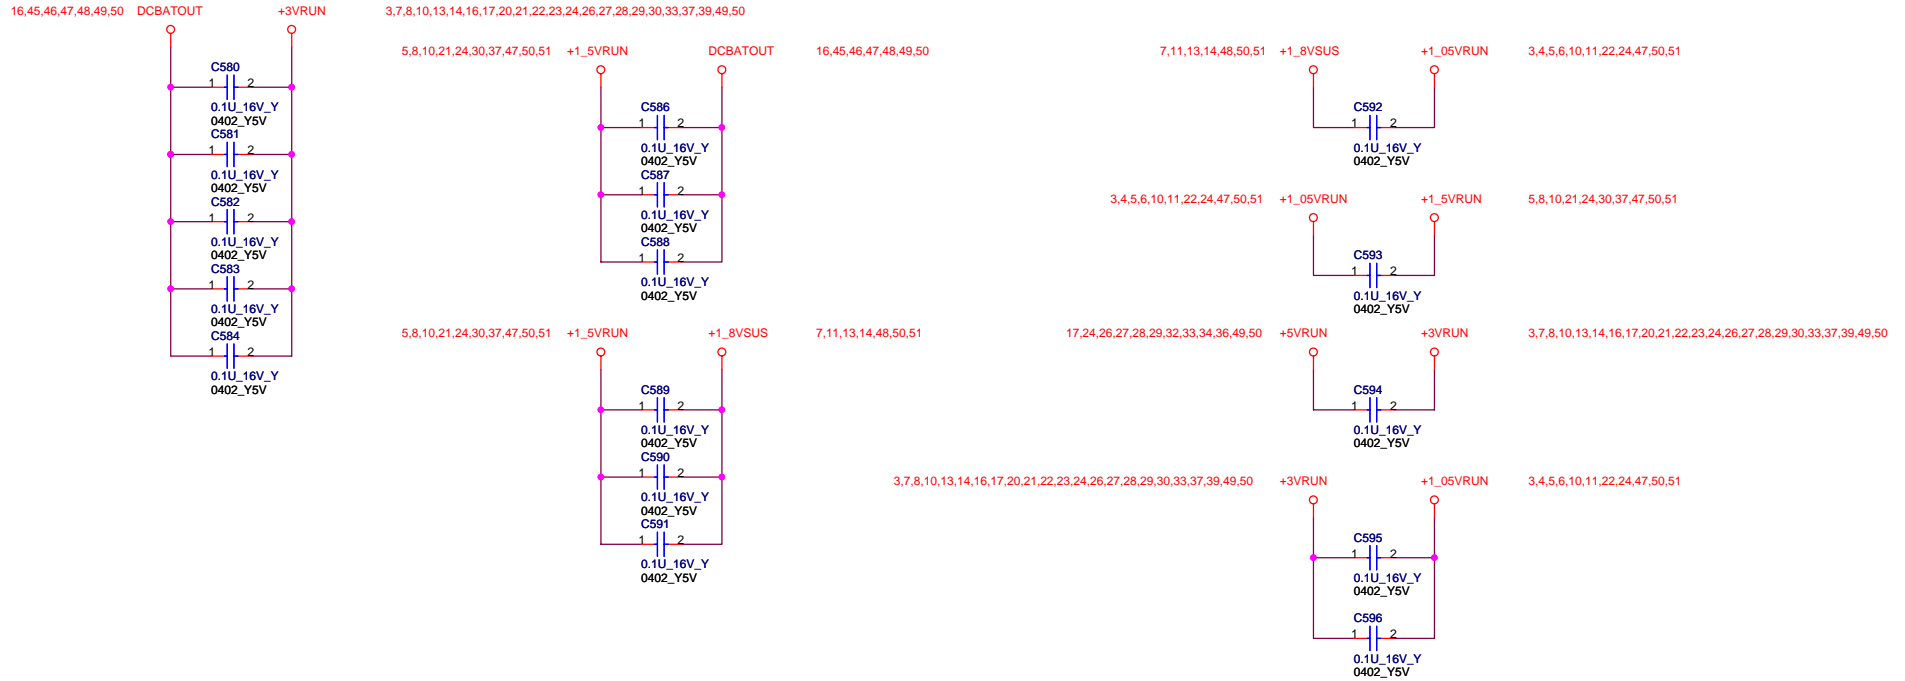 16,45,46,47,48,49,50 DCBATOUT +3VRUN 3,7,8,10,13,14,16,17,20,21,22,23,24,26,27,28,29,30,33,37,39,49,50
C580
1 2
0.1U_16V_Y
0402_Y5V
C581
1 2
0.1U_16V_Y
0402_Y5V
C582
1 2
0.1U_16V_Y
0402_Y5V
C583
1 2
0.1U_16V_Y
0402_Y5V
C584
1 2
0.1U_16V_Y
0402_Y5V
5,8,10,21,24,30,37,47,50,51 +1_5VRUN DCBATOUT 16,45,46,47,48,49,50
C586
1 2
0.1U_16V_Y
0402_Y5V
C587
1 2
0.1U_16V_Y
0402_Y5V
C588
1 2
0.1U_16V_Y
0402_Y5V
5,8,10,21,24,30,37,47,50,51 +1_5VRUN +1_8VSUS 7,11,13,14,48,50,51
C589
1 2
0.1U_16V_Y
0402_Y5V
C590
1 2
0.1U_16V_Y
0402_Y5V
C591
1 2
0.1U_16V_Y
0402_Y5V
7,11,13,14,48,50,51 +1_8VSUS +1_05VRUN 3,4,5,6,10,11,22,24,47,50,51
C592
1 2
0.1U_16V_Y
0402_Y5V
3,4,5,6,10,11,22,24,47,50,51 +1_05VRUN +1_5VRUN 5,8,10,21,24,30,37,47,50,51
C593
1 2
0.1U_16V_Y
0402_Y5V
17,24,26,27,28,29,32,33,34,36,49,50 +5VRUN +3VRUN 3,7,8,10,13,14,16,17,20,21,22,23,24,26,27,28,29,30,33,37,39,49,50
C594
1 2
0.1U_16V_Y
0402_Y5V
3,7,8,10,13,14,16,17,20,21,22,23,24,26,27,28,29,30,33,37,39,49,50 +3VRUN +1_05VRUN 3,4,5,6,10,11,22,24,47,50,51
C595
1 2
0.1U_16V_Y
0402_Y5V
C596
1 2
0.1U_16V_Y
0402_Y5V